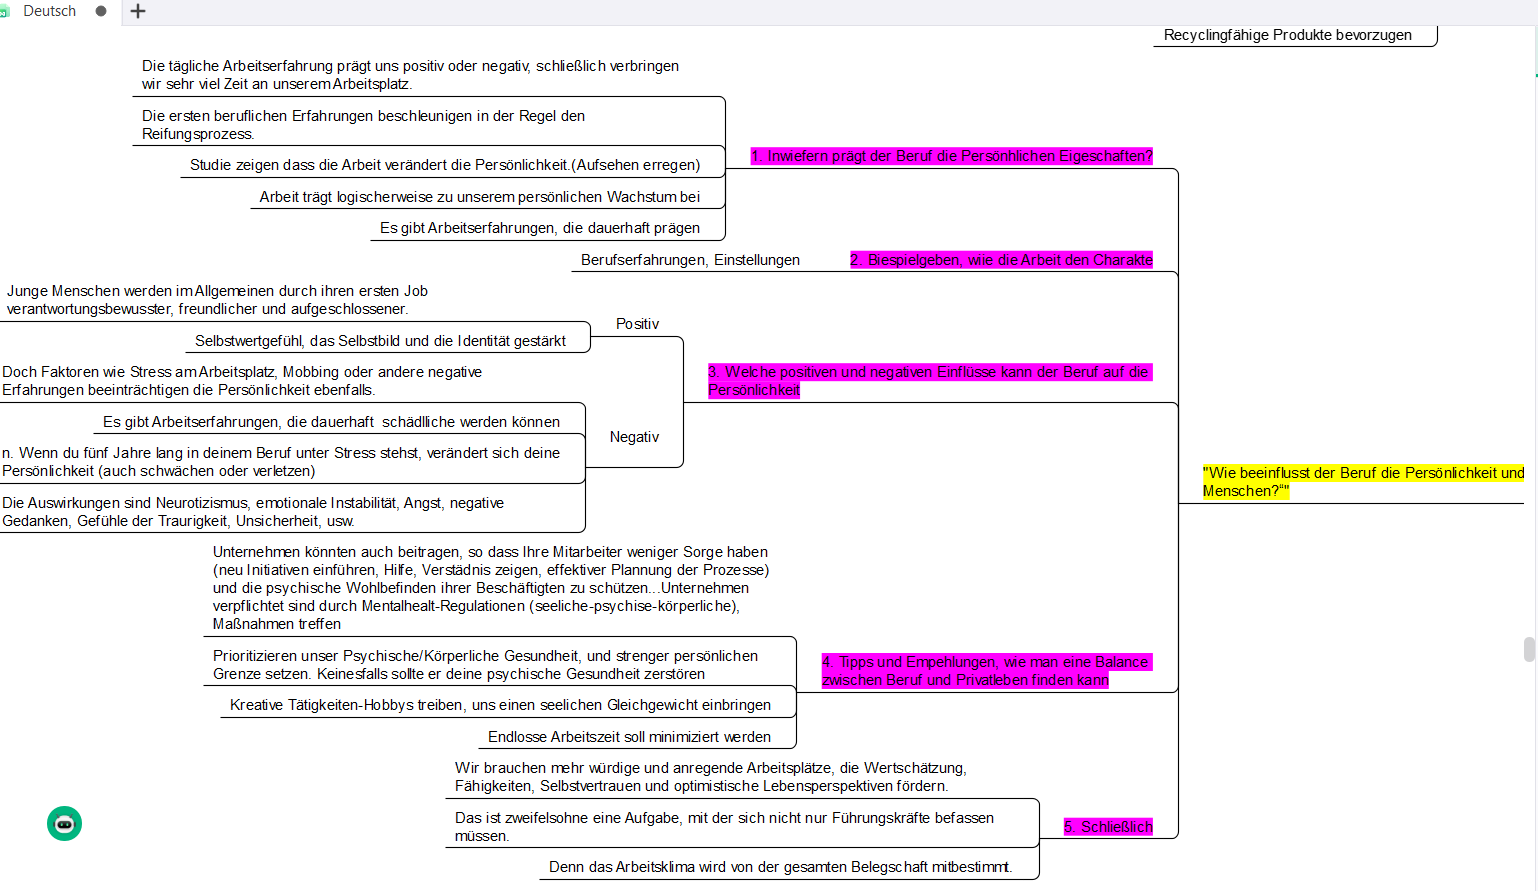 Deutsch
Recyclingfähige Produkte bevorzugen
Die tägliche Arbeitserfahrung prägt uns positiv oder negativ, schließlich verbringen
wir sehr viel Zeit an unserem Arbeitsplatz.
Die ersten beruflichen Erfahrungen beschleunigen in der Regel den
Reifungsprozess.
Studie zeigen dass die Arbeit verändert die Persönlichkeit.(Aufsehen erregen)
Arbeit trägt logischerweise zu unserem persönlichen Wachstum bei
Es gibt Arbeitserfahrungen, die dauerhaft prägen
1. Inwiefern prägt der Beruf die Persönhlichen Eigeschaften?
Berufserfahrungen, Einstellungen
2. Biespielgeben, wiie die Arbeit den Charakte
Junge Menschen werden im Allgemeinen durch ihren ersten Job
verantwortungsbewusster, freundlicher und aufgeschlossener.
Selbstwertgefühl, das Selbstbild und die Identität gestärkt
Positiv
Doch Faktoren wie Stress am Arbeitsplatz, Mobbing oder andere negative
Erfahrungen beeinträchtigen die Persönlichkeit ebenfalls.
Es gibt Arbeitserfahrungen, die dauerhaft schädlliche werden können
n. Wenn du fünf Jahre lang in deinem Beruf unter Stress stehst, verändert sich deine
Persönlichkeit (auch schwächen oder verletzen)
Die Auswirkungen sind Neurotizismus, emotionale Instabilität, Angst, negative
Gedanken, Gefühle der Traurigkeit, Unsicherheit, usw.
Negativ
3. Welche positiven und negativen Einflüsse kann der Beruf auf die
Persönlichkeit
"Wie beeinflusst der Beruf die Persönlichkeit und
Menschen?“"
Unternehmen könnten auch beitragen, so dass Ihre Mitarbeiter weniger Sorge haben
(neu Initiativen einführen, Hilfe, Verstädnis zeigen, effektiver Plannung der Prozesse)
und die psychische Wohlbefinden ihrer Beschäftigten zu schützen...Unternehmen
verpflichtet sind durch Mentalhealt-Regulationen (seeliche-psychise-körperliche),
Maßnahmen treffen
Prioritizieren unser Psychische/Körperliche Gesundheit, und strenger persönlichen
Grenze setzen. Keinesfalls sollte er deine psychische Gesundheit zerstören
Kreative Tätigkeiten-Hobbys treiben, uns einen seelichen Gleichgewicht einbringen
Endlosse Arbeitszeit soll minimiziert werden
4. Tipps und Empehlungen, wie man eine Balance
zwischen Beruf und Privatleben finden kann
Wir brauchen mehr würdige und anregende Arbeitsplätze, die Wertschätzung,
Fähigkeiten, Selbstvertrauen und optimistische Lebensperspektiven fördern.
Das ist zweifelsohne eine Aufgabe, mit der sich nicht nur Führungskräfte befassen
müssen.
Denn das Arbeitsklima wird von der gesamten Belegschaft mitbestimmt.
5. Schließlich